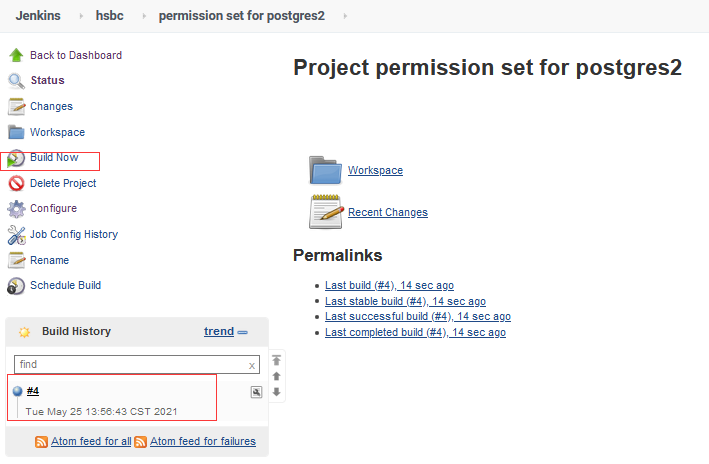 Jenkins hsbc permission set for postgres2
Back to Dashboard
Status
Changes
Workspace
Build Now
Delete Project
Configure
Job Config History
Rename
Schedule Build
Build History trend
find x
#4
Tue May 25 13:56:43 CST 2021
Atom feed for all Atom feed for failures
Project permission set for postgres2
Workspace
Recent Changes
Permalinks
Last build (#4), 14 sec ago
Last stable build (#4), 14 sec ago
Last successful build (#4), 14 sec ago
Last completed build (#4), 14 sec ago